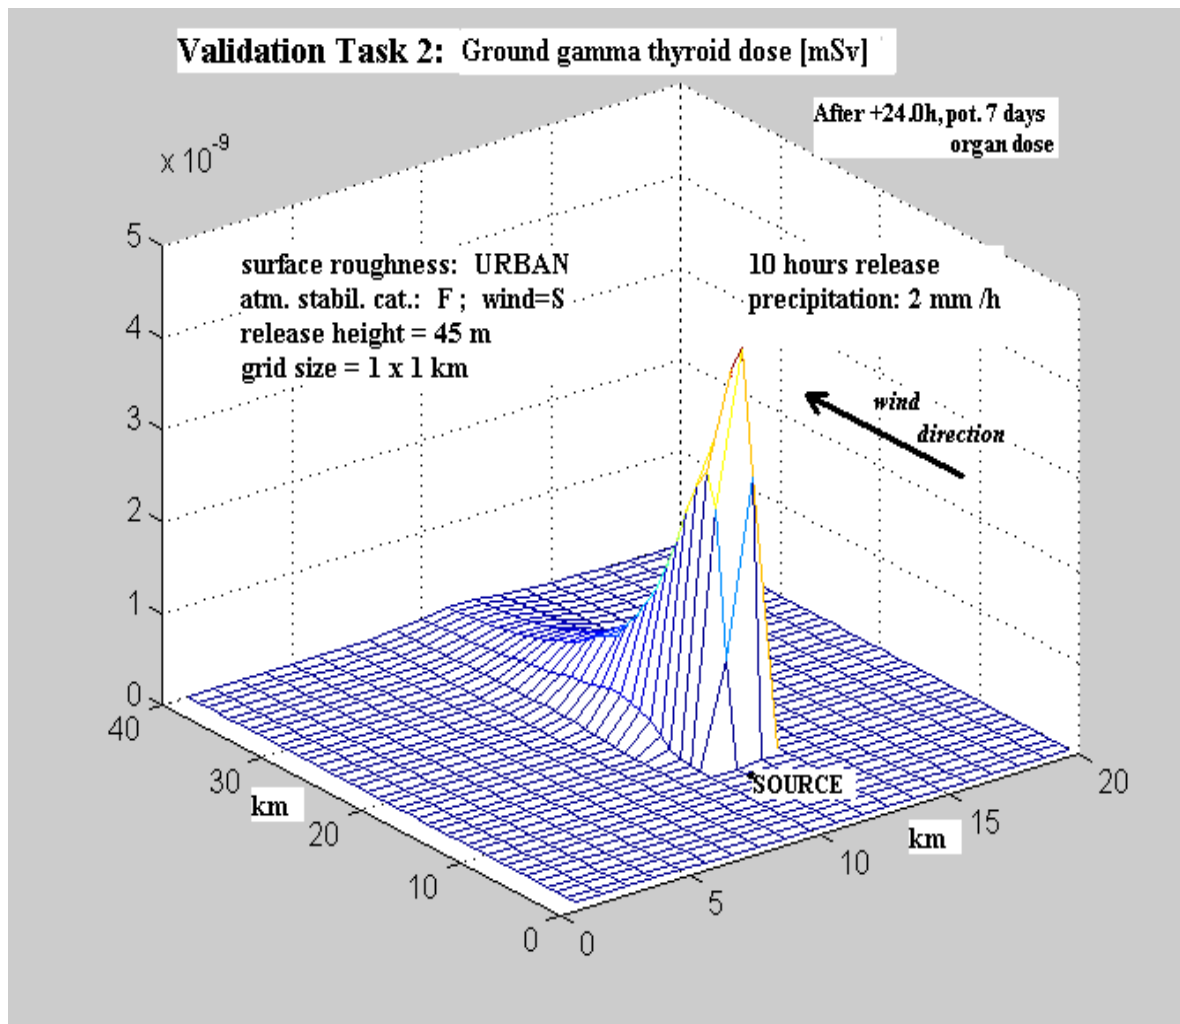 Validation Task 2: Ground gamma thyroid dose [mSv]
After +24.0h, pot. 7 days
organ dose
x 10^-9
5
4
3
2
1
0
surface roughness: URBAN
atm. stabil. cat.: F ; wind=S
release height = 45 m
grid size = 1 x 1 km
10 hours release
precipitation: 2 mm /h
wind
direction
SOURCE
40
30
20
10
0
km
0
5
10
15
20
km